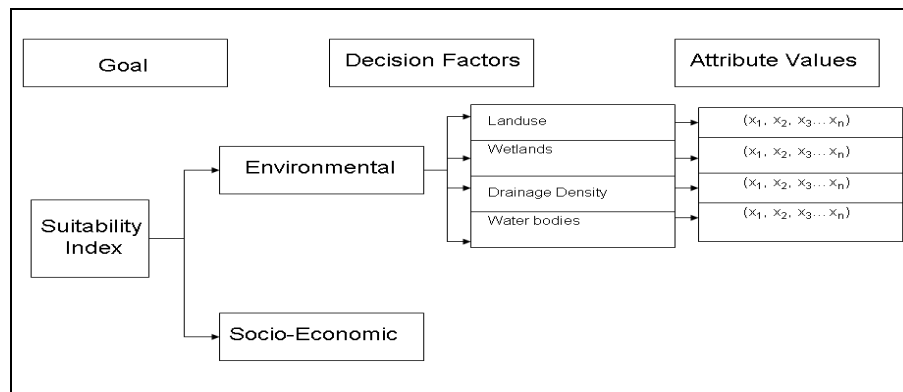 Goal
Decision Factors
Attribute Values
Landuse
(x₁, x₂, x₃... xₙ)
Wetlands
(x₁, x₂, x₃... xₙ)
Environmental
Drainage Density
(x₁, x₂, x₃... xₙ)
Water bodies
(x₁, x₂, x₃... xₙ)
Suitability
Index
Socio-Economic